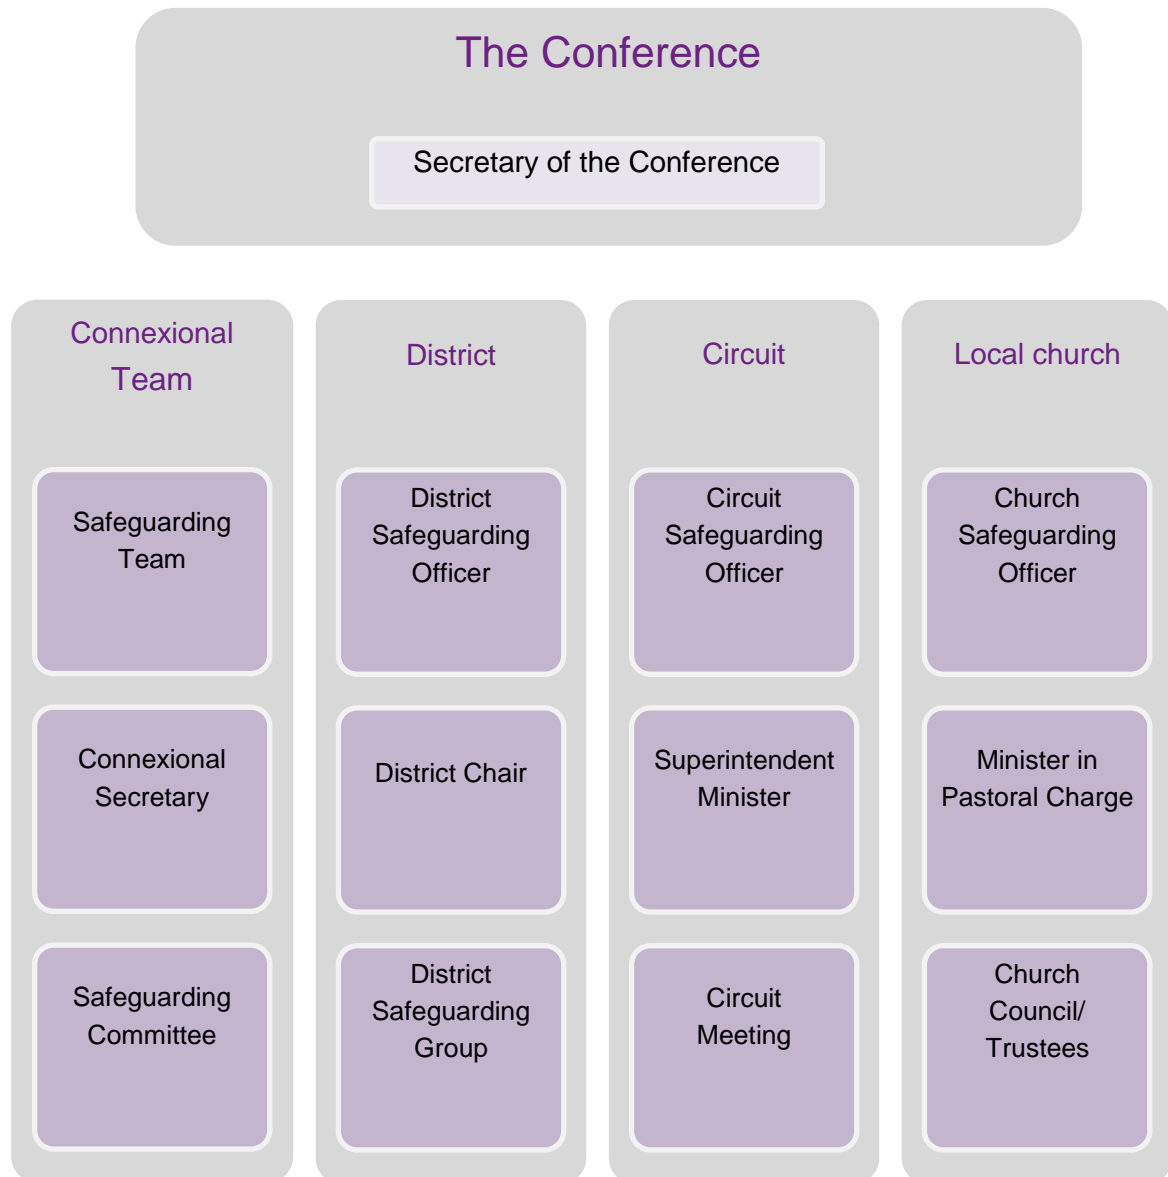 The Conference
Secretary of the Conference
Connexional
Team
Safeguarding
Team
Connexional
Secretary
Safeguarding
Committee
District
District
Safeguarding
Officer
District Chair
District
Safeguarding
Group
Circuit
Circuit
Safeguarding
Officer
Superintendent
Minister
Circuit
Meeting
Local church
Church
Safeguarding
Officer
Minister in
Pastoral Charge
Church
Council/
Trustees